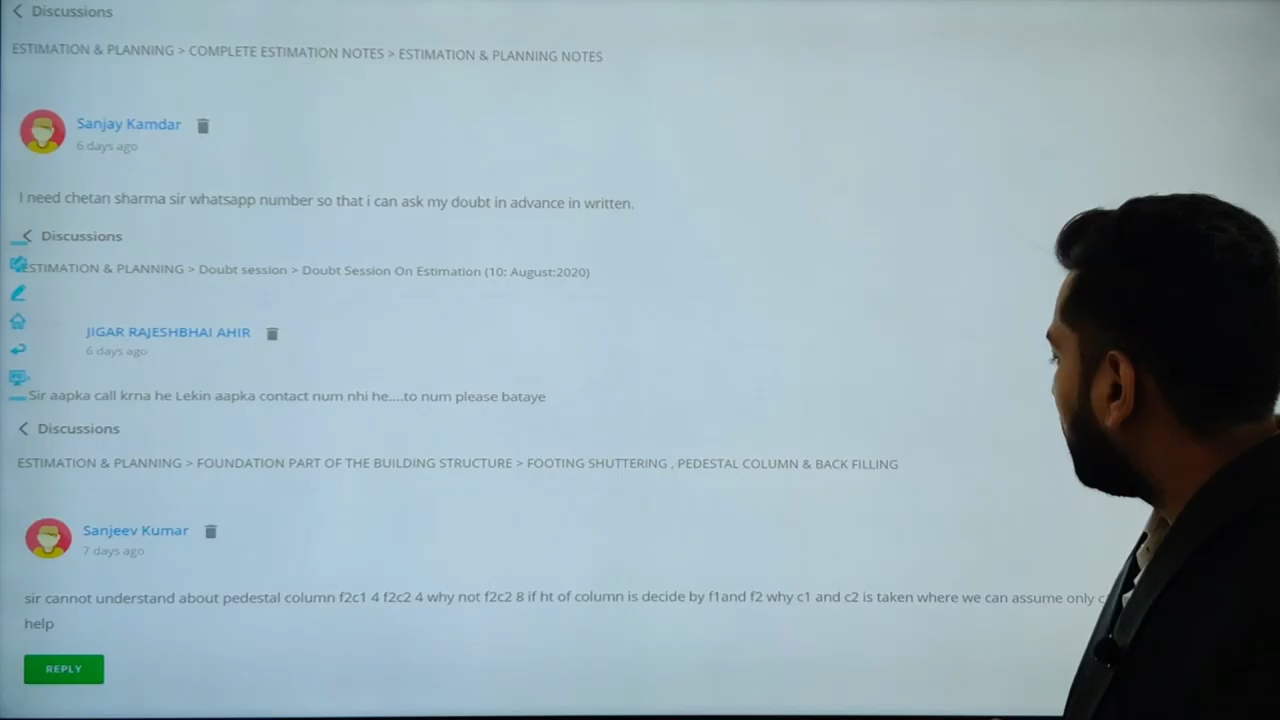 Discussions
ESTIMATION & PLANNING > COMPLETE ESTIMATION NOTES > ESTIMATION & PLANNING NOTES
Sanjay Kamdar
6 days ago
I need chetan sharma sir whatsapp number so that i can ask my doubt in advance in written.
Discussions
ESTIMATION & PLANNING > Doubt session > Doubt Session On Estimation (10: August:2020)
JIGAR RAJESHBHAI AHIR
6 days ago
Sir aapka call krna he Lekin aapka contact num nhi he....to num please bataye
Discussions
ESTIMATION & PLANNING > FOUNDATION PART OF THE BUILDING STRUCTURE > FOOTING SHUTTERING , PEDESTAL COLUMN & BACK FILLING
Sanjeev Kumar
7 days ago
sir cannot understand about pedestal column f2c1 4 f2c2 4 why not f2c2 8 if ht of column is decide by f1and f2 why c1 and c2 is taken where we can assume only
help
REPLY